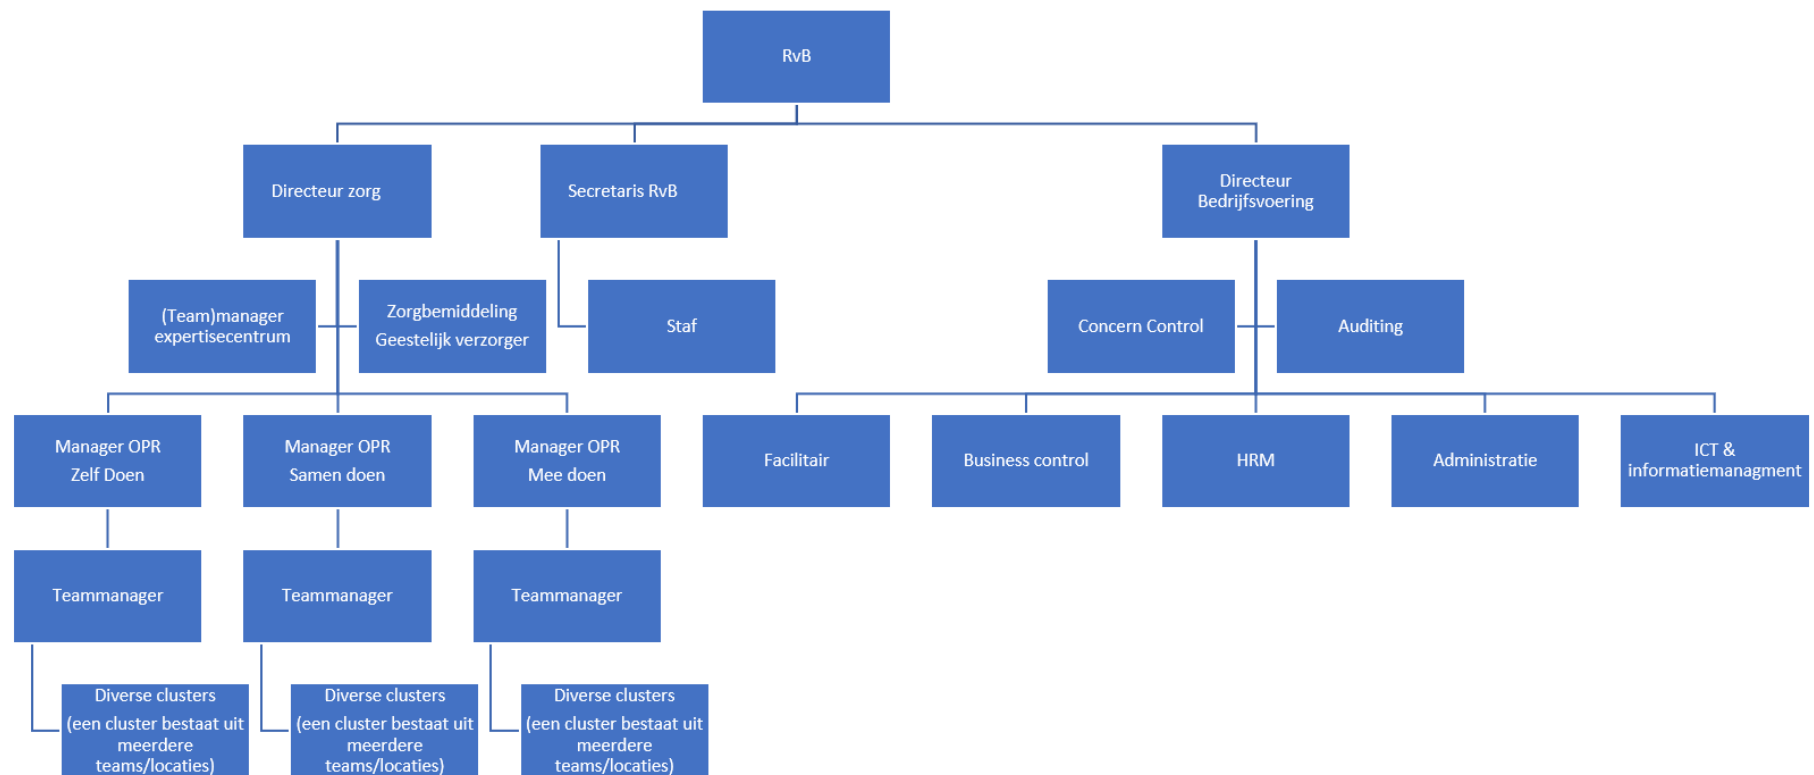 RvB
Directeur zorg
Secretaris RvB
Directeur
Bedrijfsvoering
(Team)manager
expertisecentrum
Zorgbemiddeling
Geestelijk verzorger
Staf
Concern Control
Auditing
Manager OPR
Zelf Doen
Manager OPR
Samen doen
Manager OPR
Mee doen
Facilitair
Business control
HRM
Administratie
ICT &
informatiemanagment
Teammanager
Teammanager
Teammanager
Diverse clusters
(een cluster bestaat uit
meerdere
teams/locaties)
Diverse clusters
(een cluster bestaat uit
meerdere
teams/locaties)
Diverse clusters
(een cluster bestaat uit
meerdere
teams/locaties)